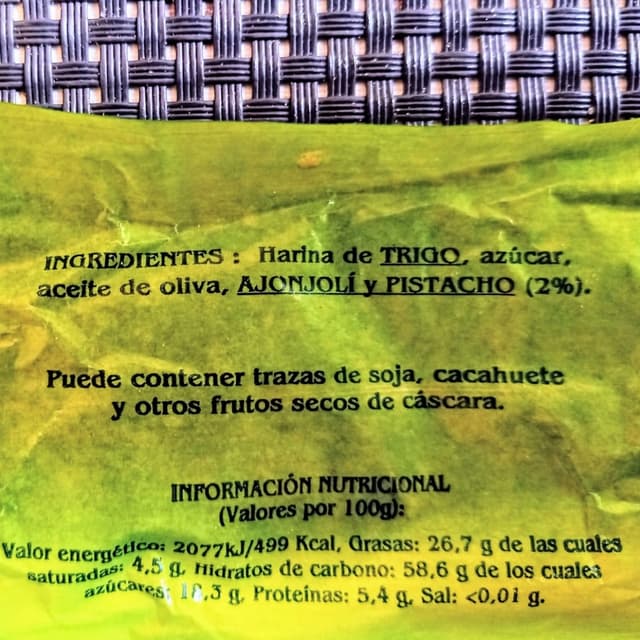 INGREDIENTES : Harina de TRIGO, azúcar,
aceite de oliva, AJONJOLÍ y PISTACHO (2%).
Puede contener trazas de soja, cacahuete
y otros frutos secos de cáscara.
INFORMACIÓN NUTRICIONAL
(Valores por 100g):
Valor energético: 2077kJ/499 Kcal, Grasas: 26,7 g de las cuales
saturadas: 4,5 g, Hidratos de carbono: 58,6 g de los cuales
azúcares: g, Proteínas: 5,4 g, Sal: <0,01 g.